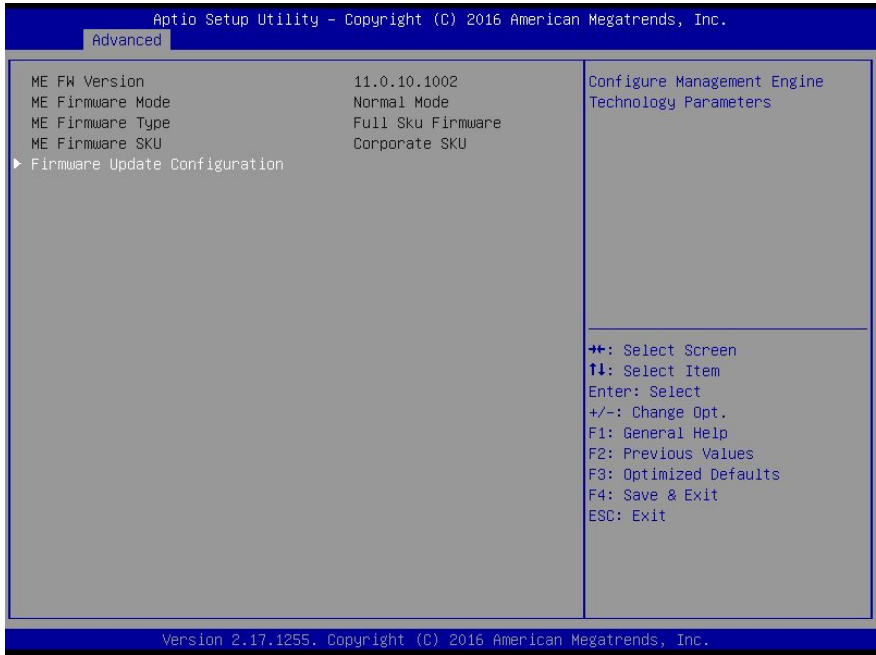 Aptio Setup Utility – Copyright (C) 2016 American Megatrends, Inc.
Advanced
ME FW Version 11.0.10.1002
ME Firmware Mode Normal Mode
ME Firmware Type Full Sku Firmware
ME Firmware SKU Corporate SKU
► Firmware Update Configuration
Configure Management Engine
Technology Parameters
→←: Select Screen
↑↓: Select Item
Enter: Select
+/-: Change Opt.
F1: General Help
F2: Previous Values
F3: Optimized Defaults
F4: Save & Exit
ESC: Exit
Version 2.17.1255. Copyright (C) 2016 American Megatrends, Inc.